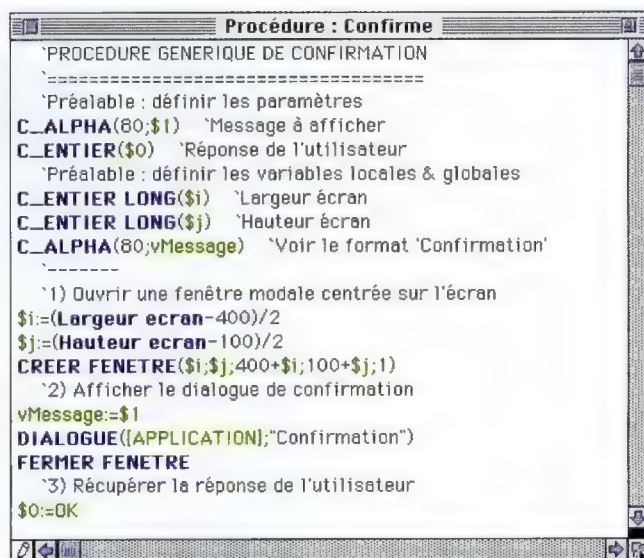 Procédure : Confirme
`PROCEDURE GENERIQUE DE CONFIRMATION
`===================================
`Préalable : définir les paramètres
C_ALPHA(80;$1) `Message à afficher
C_ENTIER($0) `Réponse de l'utilisateur
`Préalable : définir les variables locales & globales
C_ENTIER LONG($i) `Largeur écran
C_ENTIER LONG($j) `Hauteur écran
C_ALPHA(80;vMessage) `Voir le format 'Confirmation'
`-------
`1) Ouvrir une fenêtre modale centrée sur l'écran
$i:=(Largeur ecran-400)/2
$j:=(Hauteur ecran-100)/2
CREER FENETRE($i;$j;400+$i;100+$j;1)
`2) Afficher le dialogue de confirmation
vMessage:=$1
DIALOGUE([APPLICATION];"Confirmation")
FERMER FENETRE
`3) Récupérer la réponse de l'utilisateur
$0:=OK